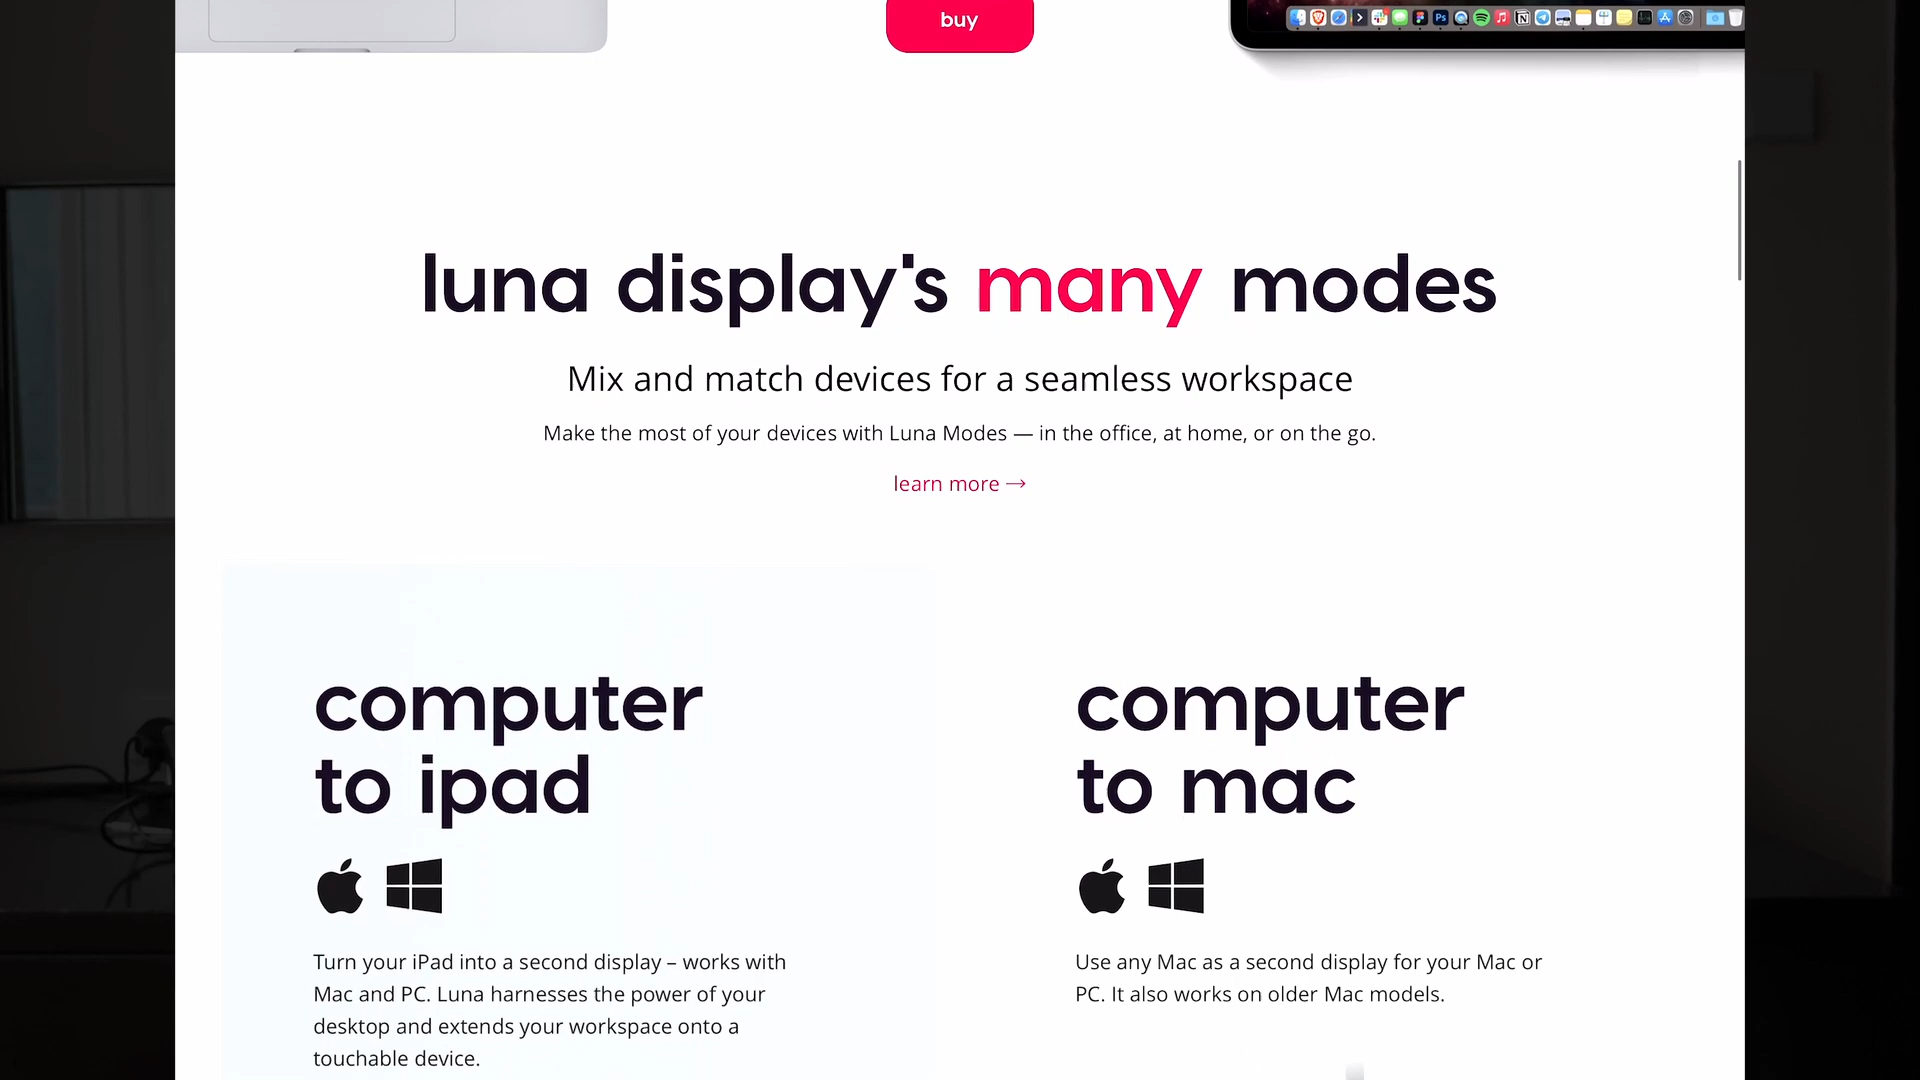 buy
luna display's many modes
Mix and match devices for a seamless workspace
Make the most of your devices with Luna Modes — in the office, at home, or on the go.
learn more →
computer
to ipad
Turn your iPad into a second display – works with
Mac and PC. Luna harnesses the power of your
desktop and extends your workspace onto a
touchable device.
computer
to mac
Use any Mac as a second display for your Mac or
PC. It also works on older Mac models.